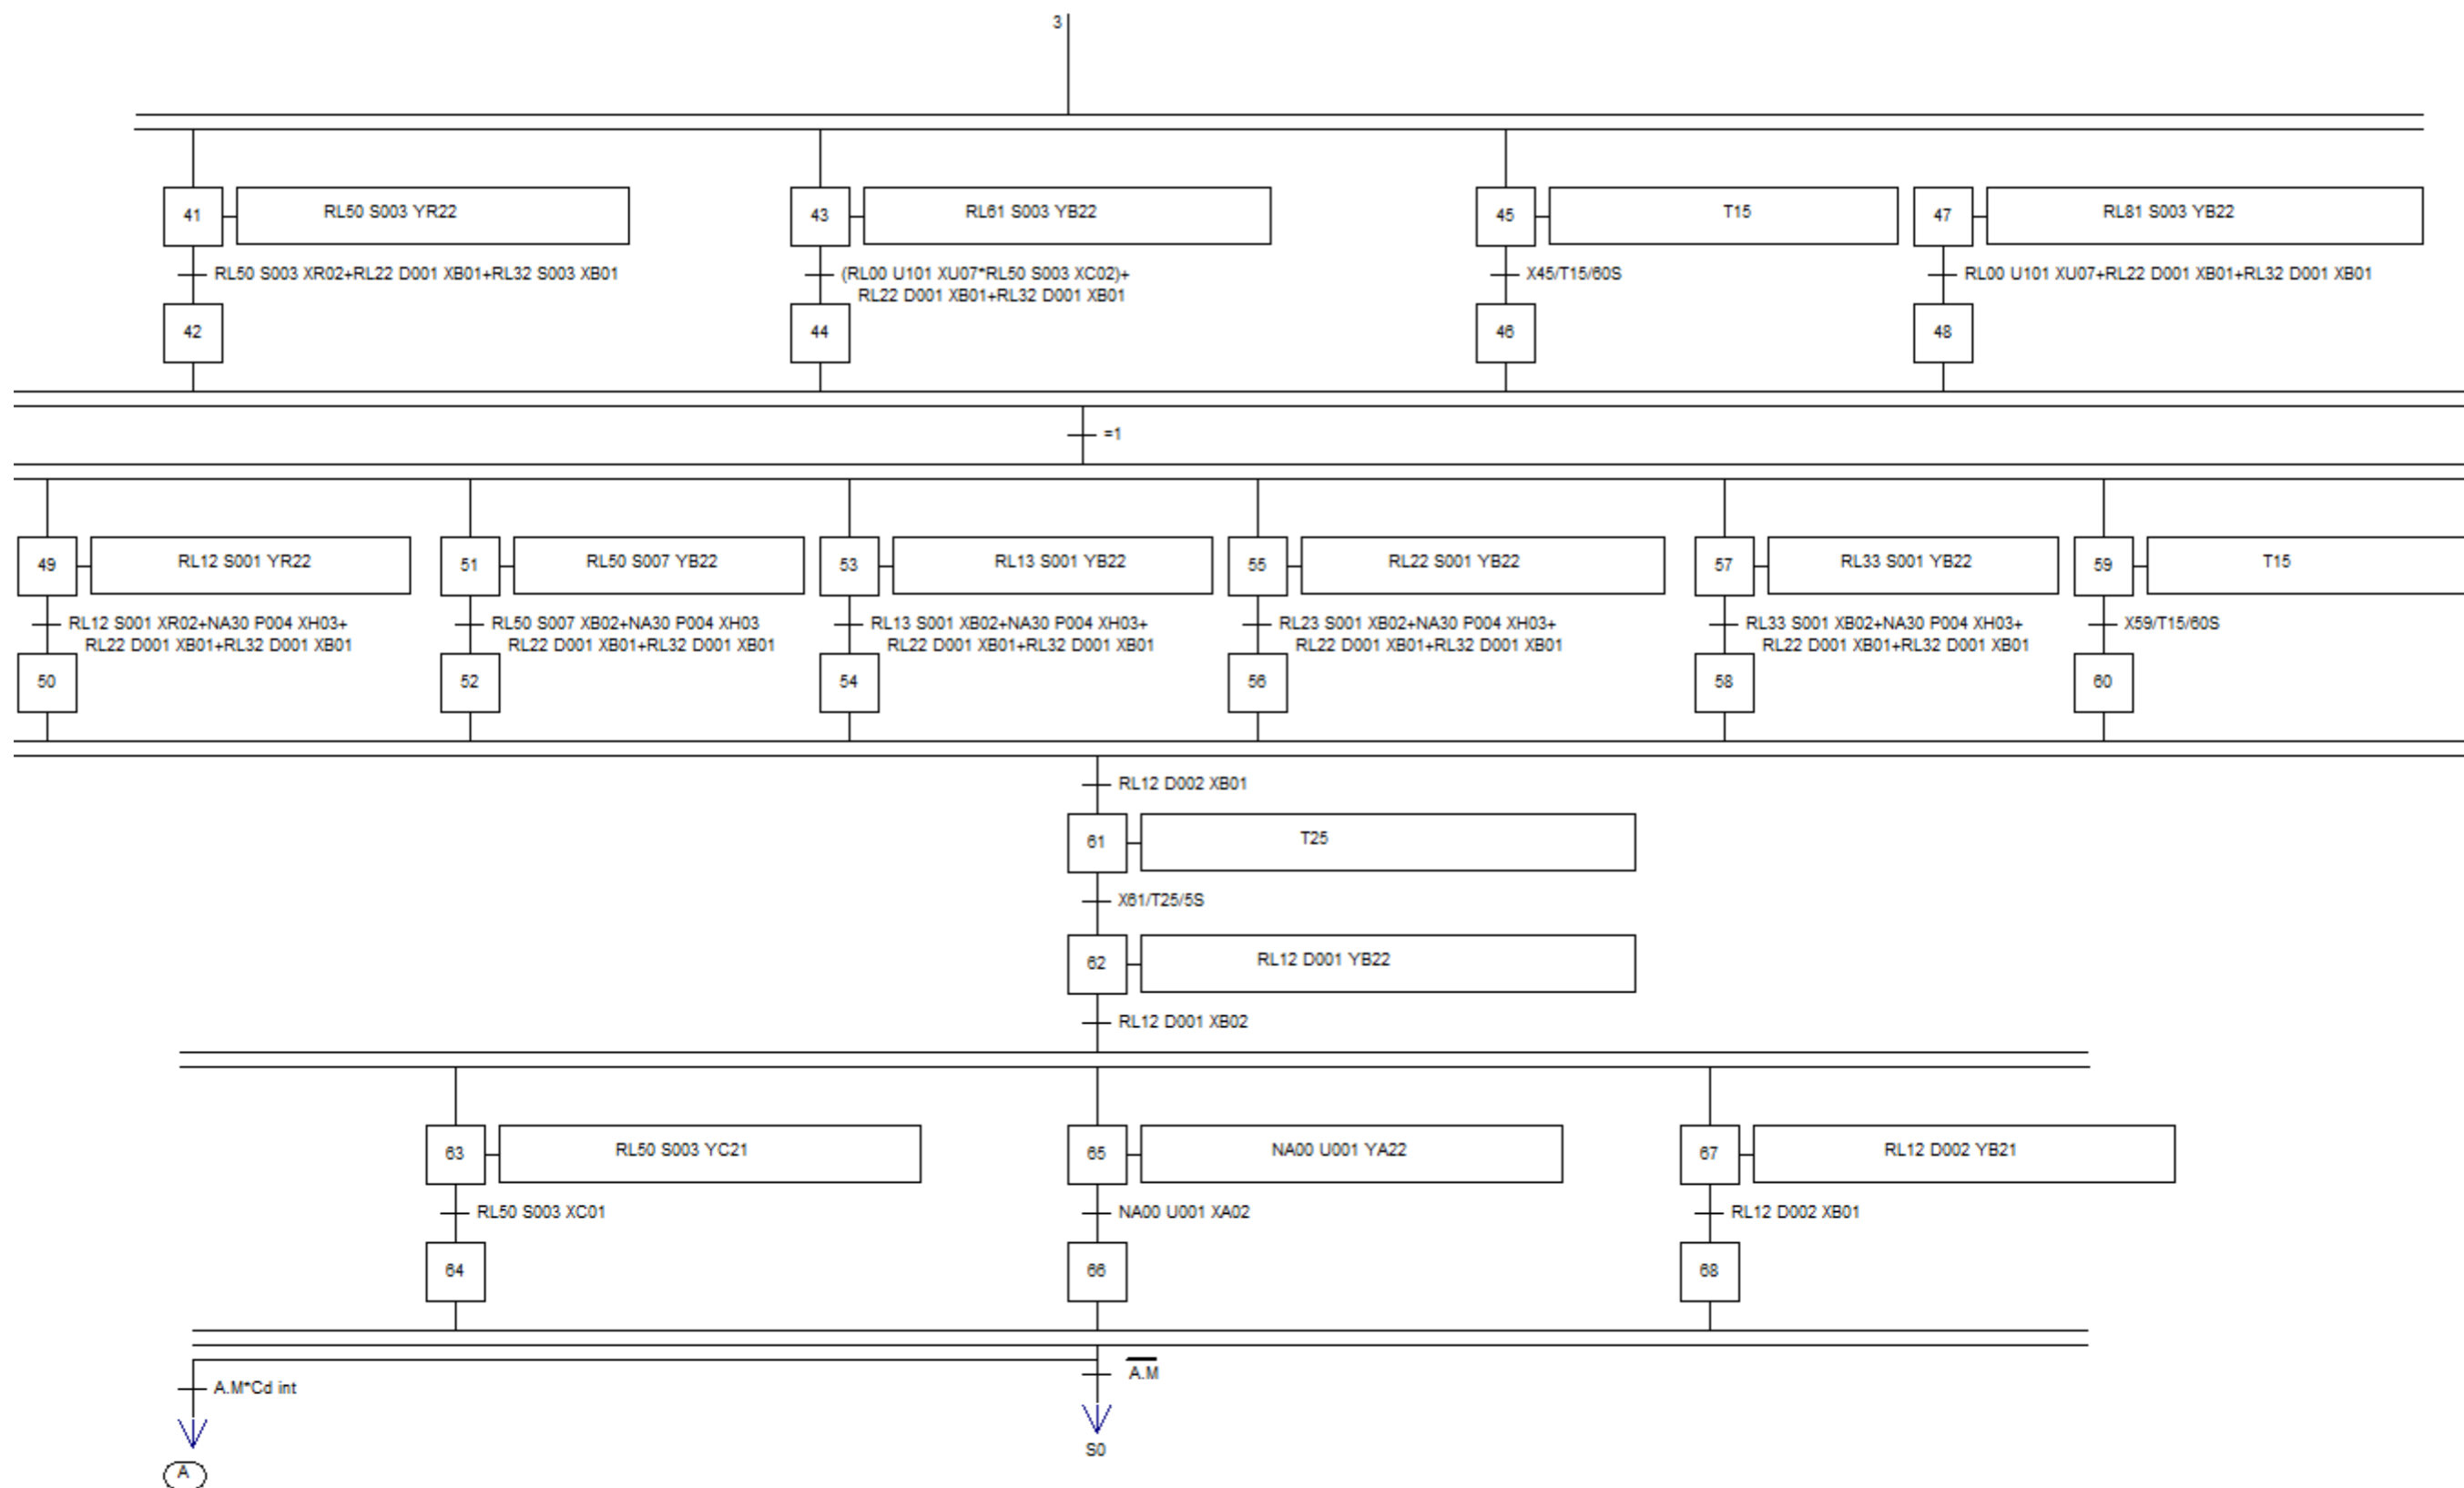 3
41 RL50 S003 YR22
43 RL61 S003 YB22
45 T15
47 RL81 S003 YB22
RL50 S003 XR02+RL22 D001 XB01+RL32 S003 XB01
(RL00 U101 XU07*RL50 S003 XC02)+
RL22 D001 XB01+RL32 D001 XB01
X45/T15/60S
RL00 U101 XU07+RL22 D001 XB01+RL32 D001 XB01
42
44
46
48
=1
49 RL12 S001 YR22
51 RL50 S007 YB22
53 RL13 S001 YB22
55 RL22 S001 YB22
57 RL33 S001 YB22
59 T15
RL12 S001 XR02+NA30 P004 XH03+
RL22 D001 XB01+RL32 D001 XB01
RL50 S007 XB02+NA30 P004 XH03
RL22 D001 XB01+RL32 D001 XB01
RL13 S001 XB02+NA30 P004 XH03+
RL22 D001 XB01+RL32 D001 XB01
RL23 S001 XB02+NA30 P004 XH03+
RL22 D001 XB01+RL32 D001 XB01
RL33 S001 XB02+NA30 P004 XH03+
RL22 D001 XB01+RL32 D001 XB01
X59/T15/60S
50
52
54
56
58
60
RL12 D002 XB01
61 T25
X61/T25/5S
62 RL12 D001 YB22
RL12 D001 XB02
63 RL50 S003 YC21
65 NA00 U001 YA22
67 RL12 D002 YB21
RL50 S003 XC01
NA00 U001 XA02
RL12 D002 XB01
64
66
68
A.M
A.M*Cd int
S0
A